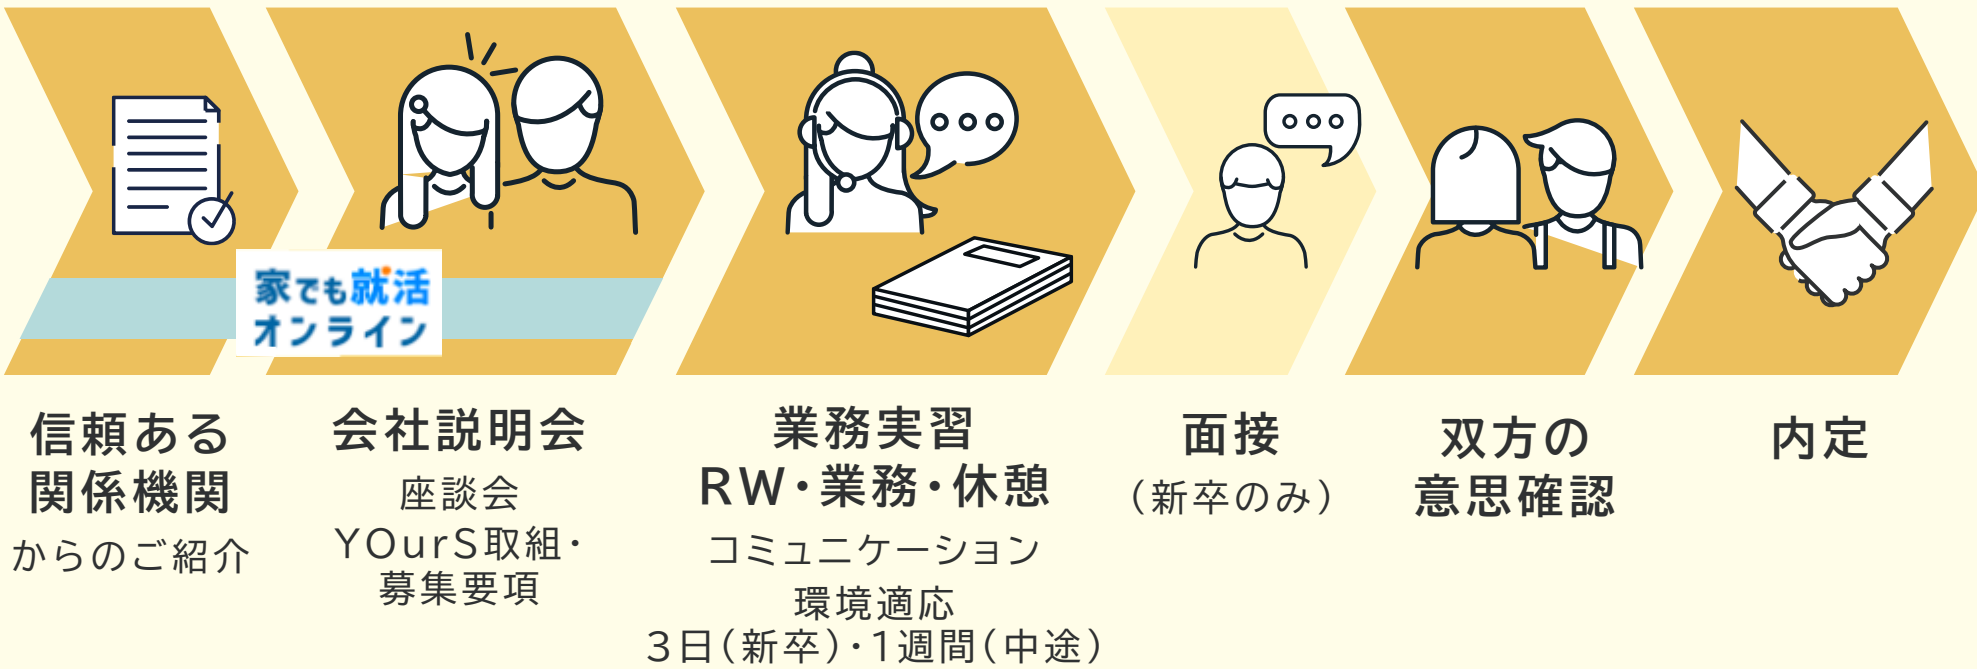 家でも就活
オンライン
信頼ある
関係機関
からのご紹介
会社説明会
座談会
YOurS取組・
募集要項
業務実習
RW・業務・休憩
コミュニケーション
環境適応
3日(新卒)・1週間(中途)
面接
(新卒のみ)
双方の
意思確認
内定